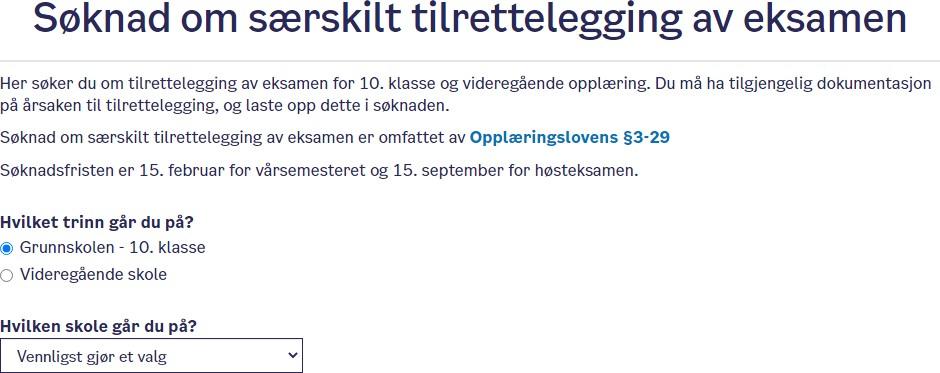 Søknad om særskilt tilrettelegging av eksamen
Her søker du om tilrettelegging av eksamen for 10. klasse og videregående opplæring. Du må ha tilgjengelig dokumentasjon
på årsaken til tilrettelegging, og laste opp dette i søknaden.
Søknad om særskilt tilrettelegging av eksamen er omfattet av Opplæringslovens §3-29
Søknadsfristen er 15. februar for vårsemesteret og 15. september for høsteksamen.
Hvilket trinn går du på?
Grunnskolen - 10. klasse
Videregående skole
Hvilken skole går du på?
Vennligst gjør et valg